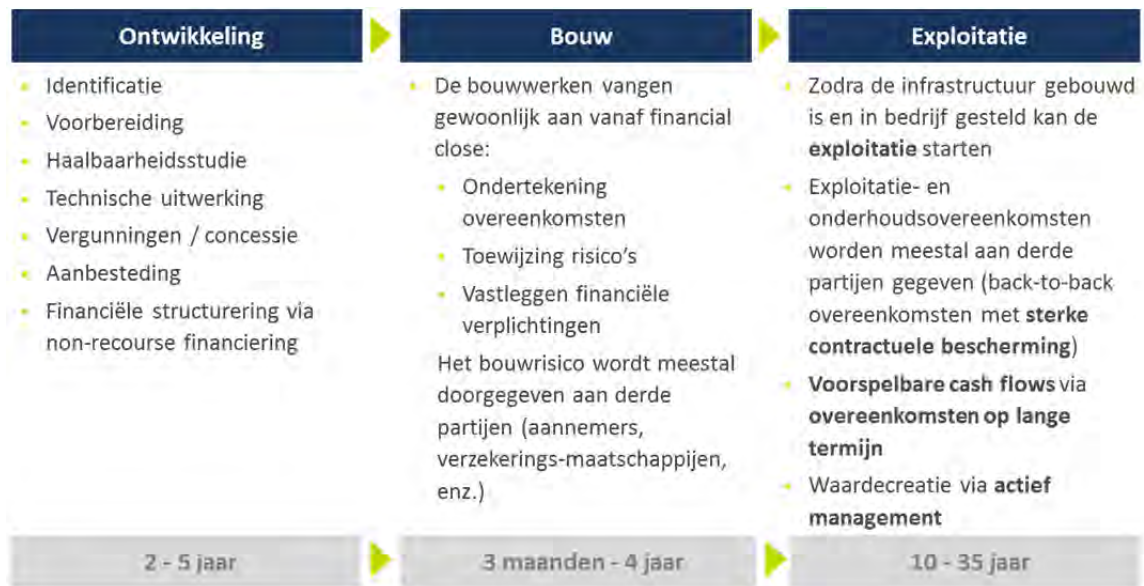 Ontwikkeling
Identificatie
Voorbereiding
Haalbaarheidsstudie
Technische uitwerking
Vergunningen / concessie
Aanbesteding
Financiële structurering via
non-recourse financiering
2 - 5 jaar
Bouw
De bouwwerken vangen
gewoonlijk aan vanaf financial
close:
Ondertekening
overeenkomsten
Toewijzing risico's
Vastleggen financiële
verplichtingen
Het bouwrisico wordt meestal
doorgegeven aan derde
partijen (aannemers,
verzekerings-maatschappijen,
enz.)
3 maanden - 4 jaar
Exploitatie
Zodra de infrastructuur gebouwd
is en in bedrijf gesteld kan de
exploitatie starten
Exploitatie- en
onderhoudsovereenkomsten
worden meestal aan derde
partijen gegeven (back-to-back
overeenkomsten met sterke
contractuele bescherming)
Voorspelbare cash flows via
overeenkomsten op lange
termijn
Waardecreatie via actief
management
10 - 35 jaar